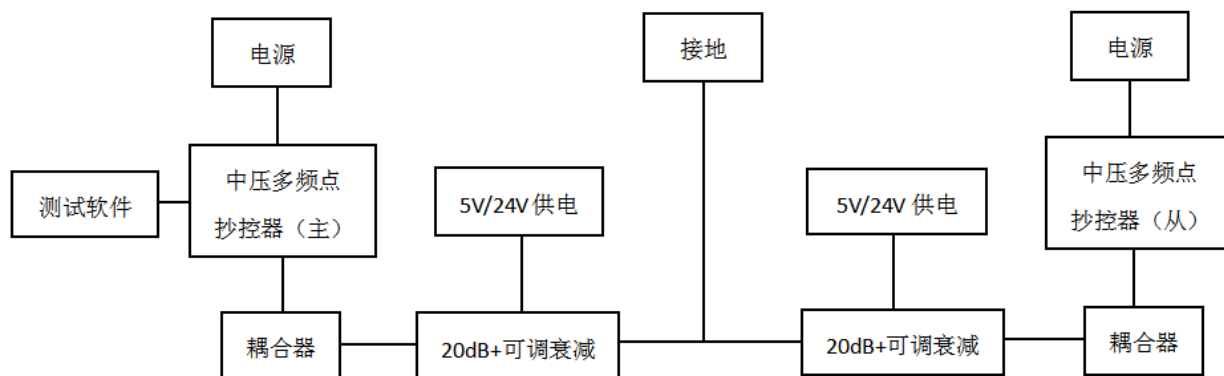 电源
接地
电源
中压多频点
抄控器（主）
测试软件
5V/24V 供电
5V/24V 供电
中压多频点
抄控器（从）
耦合器
20dB+可调衰减
20dB+可调衰减
耦合器